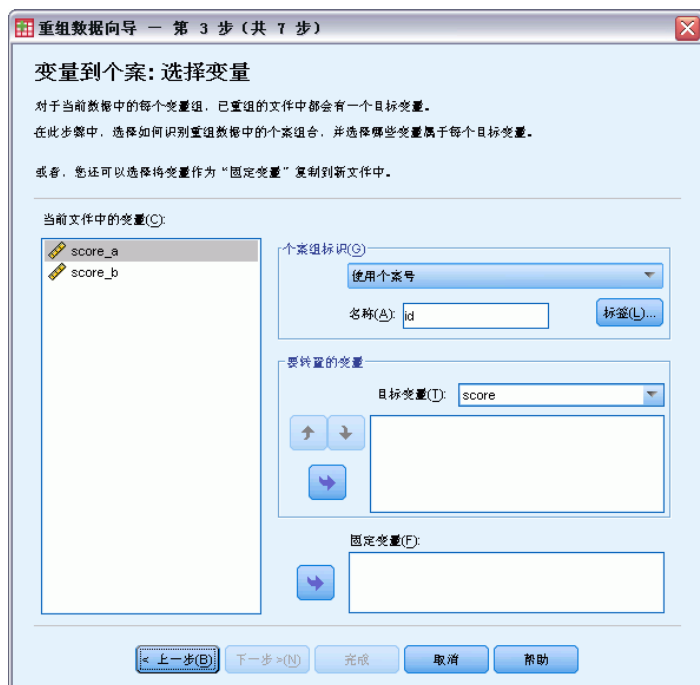 重组数据向导 — 第 3 步(共 7 步)
变量到个案: 选择变量
对于当前数据中的每个变量组，已重组的文件中都会有一个目标变量。
在此步骤中，选择如何识别重组数据中的个案组合，并选择哪些变量属于每个目标变量。
或者，您还可以选择将变量作为“固定变量”复制到新文件中。
当前文件中的变量(C):
score_a
score_b
个案组标识(G)
使用个案号
名称(A): id
标签(L)...
要转置的变量
目标变量(T): score
固定变量(F):
< 上一步(B) 下一步 >(N) 完成 取消 帮助